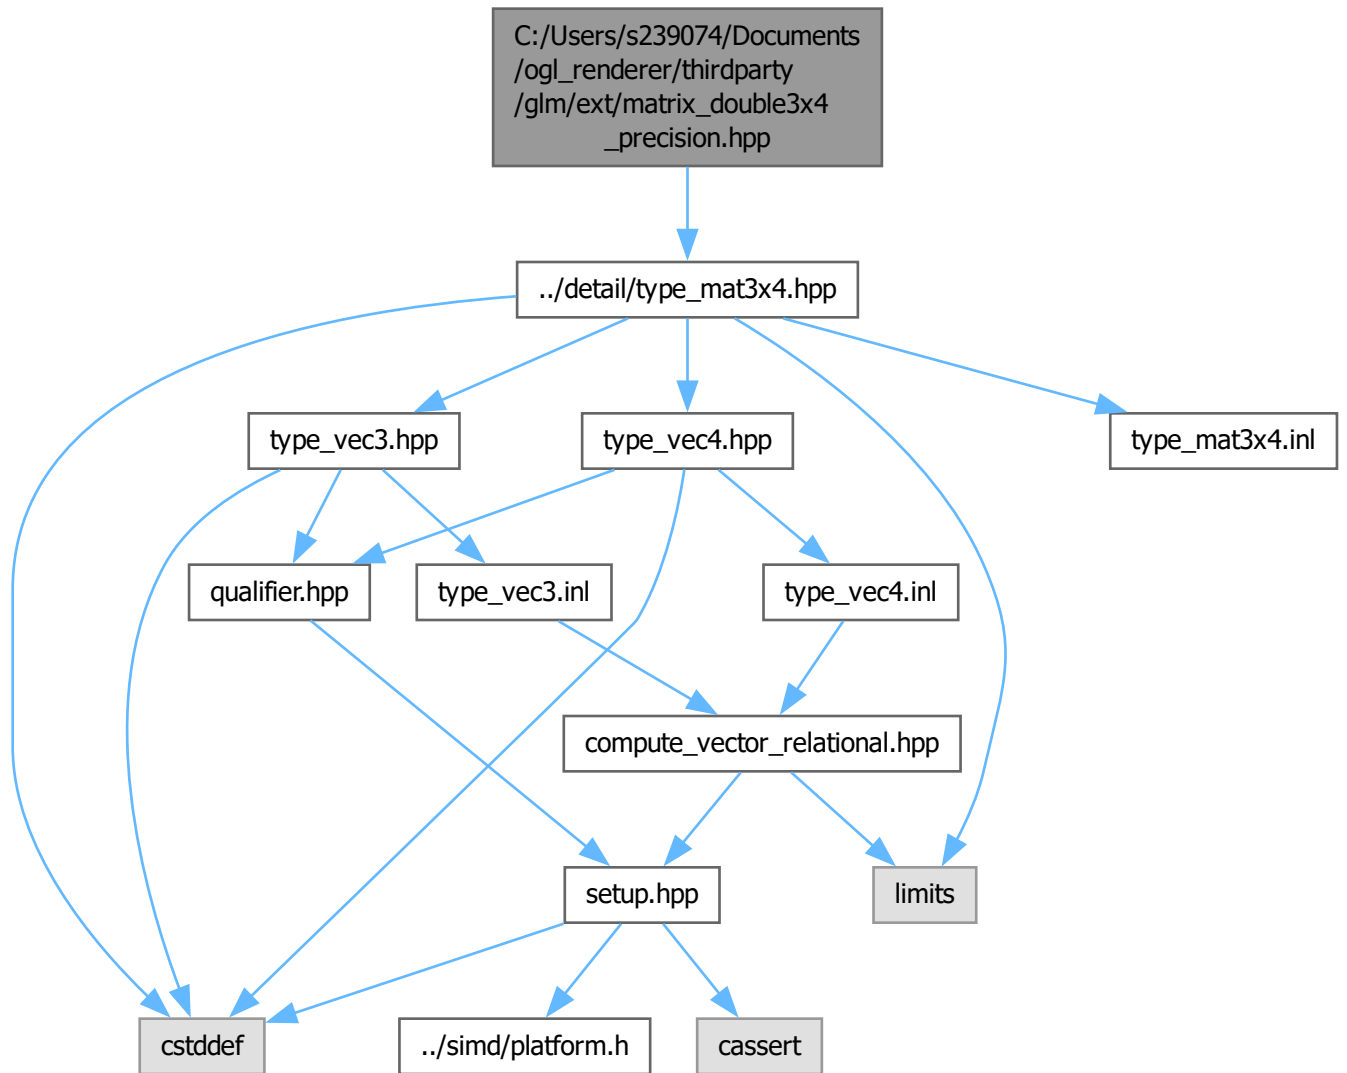 C:/Users/s239074/Documents
/ogl_renderer/thirdparty
/glm/ext/matrix_double3x4
_precision.hpp
../detail/type_mat3x4.hpp
type_vec3.hpp
type_vec4.hpp
type_mat3x4.inl
qualifier.hpp
type_vec3.inl
type_vec4.inl
compute_vector_relational.hpp
setup.hpp
limits
cstddef
../simd/platform.h
cassert